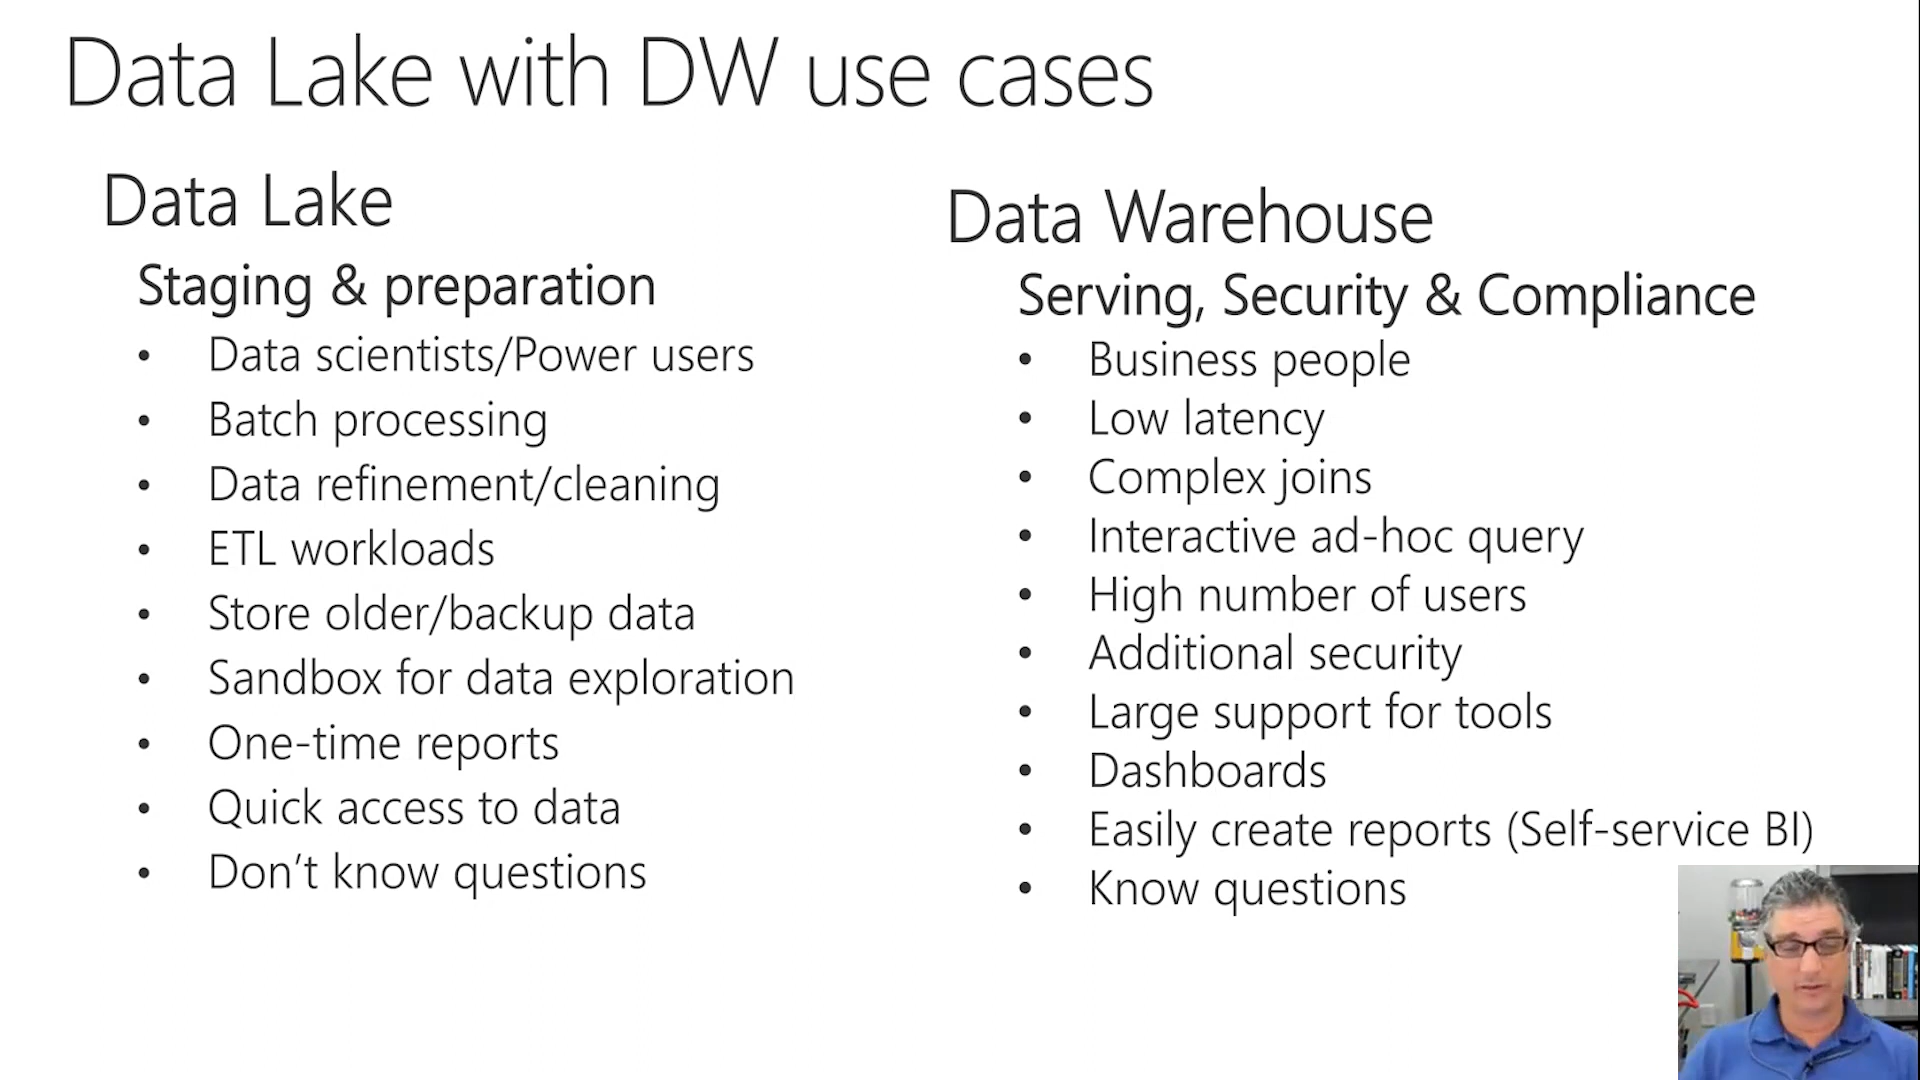 Data Lake with DW use cases
Data Lake
Staging & preparation
• Data scientists/Power users
• Batch processing
• Data refinement/cleaning
• ETL workloads
• Store older/backup data
• Sandbox for data exploration
• One-time reports
• Quick access to data
• Don’t know questions
Data Warehouse
Serving, Security & Compliance
• Business people
• Low latency
• Complex joins
• Interactive ad-hoc query
• High number of users
• Additional security
• Large support for tools
• Dashboards
• Easily create reports (Self-service BI)
• Know questions